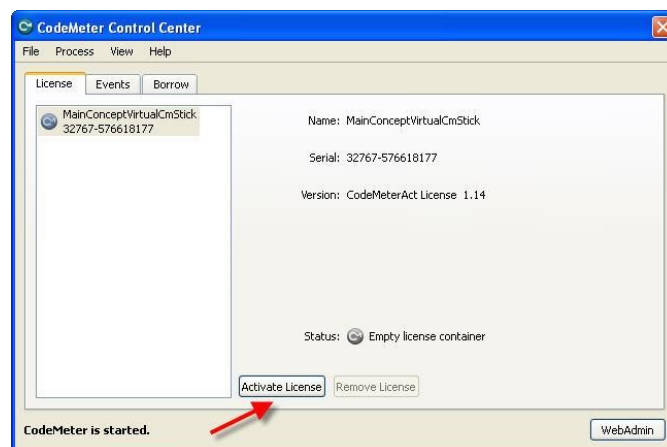 CodeMeter Control Center
File Process View Help
License Events Borrow
MainConceptVirtualCmStick
32767-576618177
Name: MainConceptVirtualCmStick
Serial: 32767-576618177
Version: CodeMeterAct License 1.14
Status: Empty license container
Activate License Remove License
CodeMeter is started.
WebAdmin